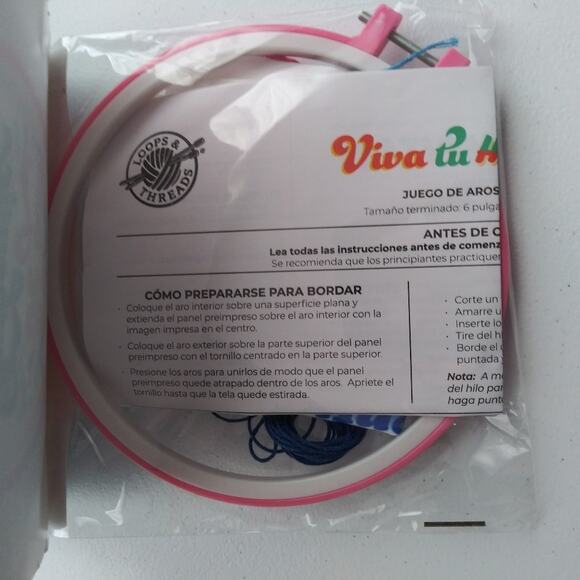 LOOPS &
THREADS
Viva tu
JUEGO DE AROS
Tamaño terminado: 6
ANTES DE
Lea todas las instrucciones antes de
Se recomienda que los principiantes
CÓMO PREPARARSE PARA BORDAR
· Coloque el aro interior sobre una superficie plana y
extienda el panel preimpreso sobre el aro interior con la
imagen impresa en el centro.
· Coloque el aro exterior sobre la parte superior del panel
preimpreso con el tornillo centrado en la parte superior.
· Presione los aros para unirlos de modo que el panel
preimpreso quede atrapado dentro de los aros. Apriete el
tornillo hasta que la tela quede estirada.
· Corte un
· Amarre
· Inserte
· Tire del
· Borde el
puntada y
Nota: A
del hilo
haga